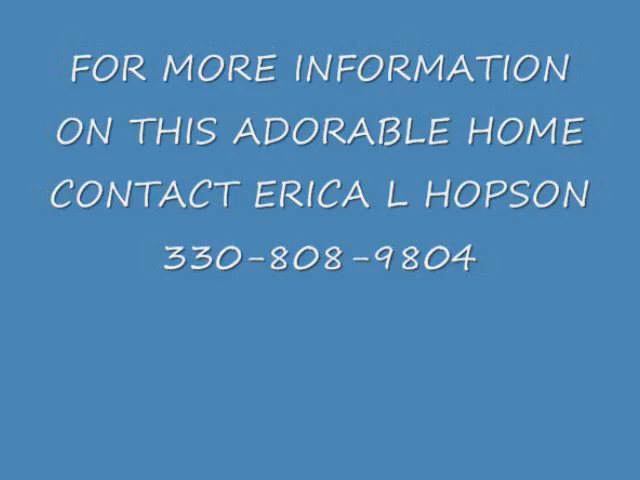 FOR MORE INFORMATION
ON THIS ADORABLE HOME
CONTACT ERICA L HOPSON
330-808-9804